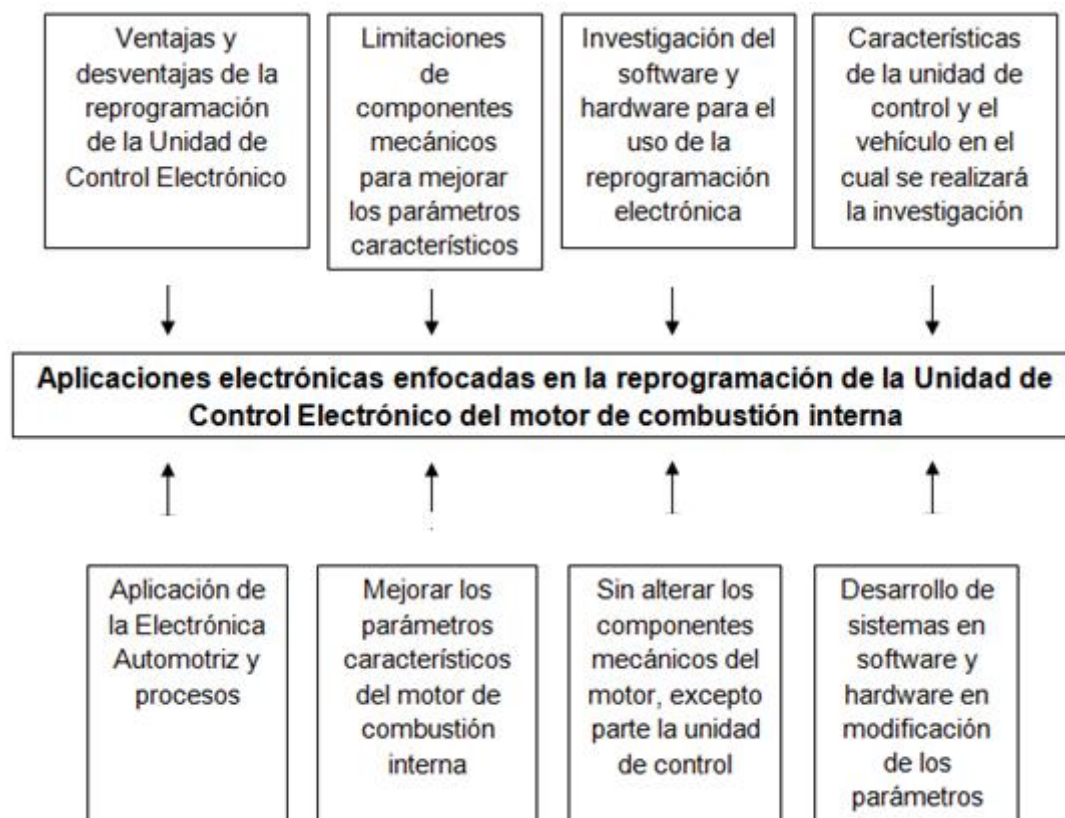 Ventajas y
desventajas de la
reprogramación
de la Unidad de
Control Electrónico
Limitaciones
de
componentes
mecánicos
para mejorar
los parámetros
característicos
Investigación del
software y
hardware para el
uso de la
reprogramación
electrónica
Características
de la unidad de
control y el
vehículo en el
cual se realizará
la investigación
Aplicaciones electrónicas enfocadas en la reprogramación de la Unidad de
Control Electrónico del motor de combustión interna
Aplicación de
la Electrónica
Automotriz y
procesos
Mejorar los
parámetros
característicos
del motor de
combustión
interna
Sin alterar los
componentes
mecánicos del
motor, excepto
parte la unidad
de control
Desarrollo de
sistemas en
software y
hardware en
modificación
de los
parámetros